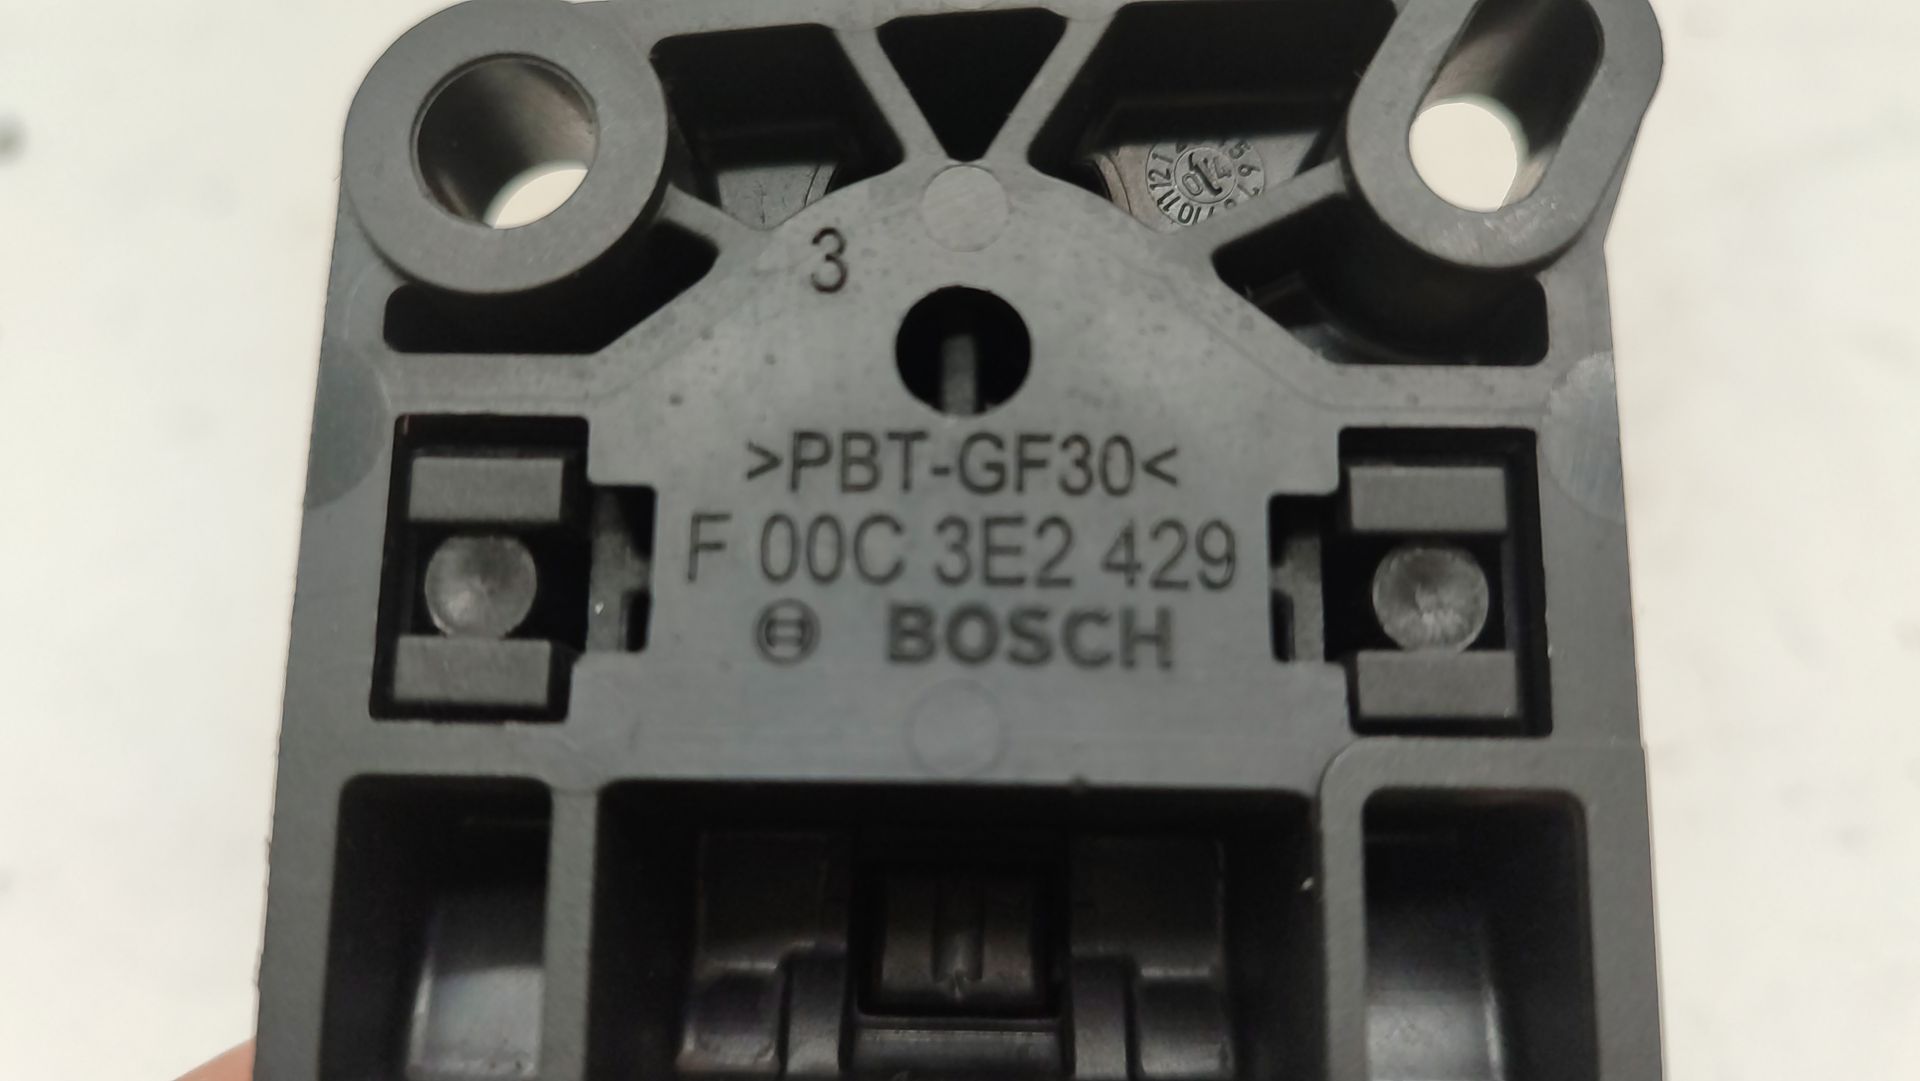 3
>PBT-GF30<
F 00C 3E2 429
BOSCH